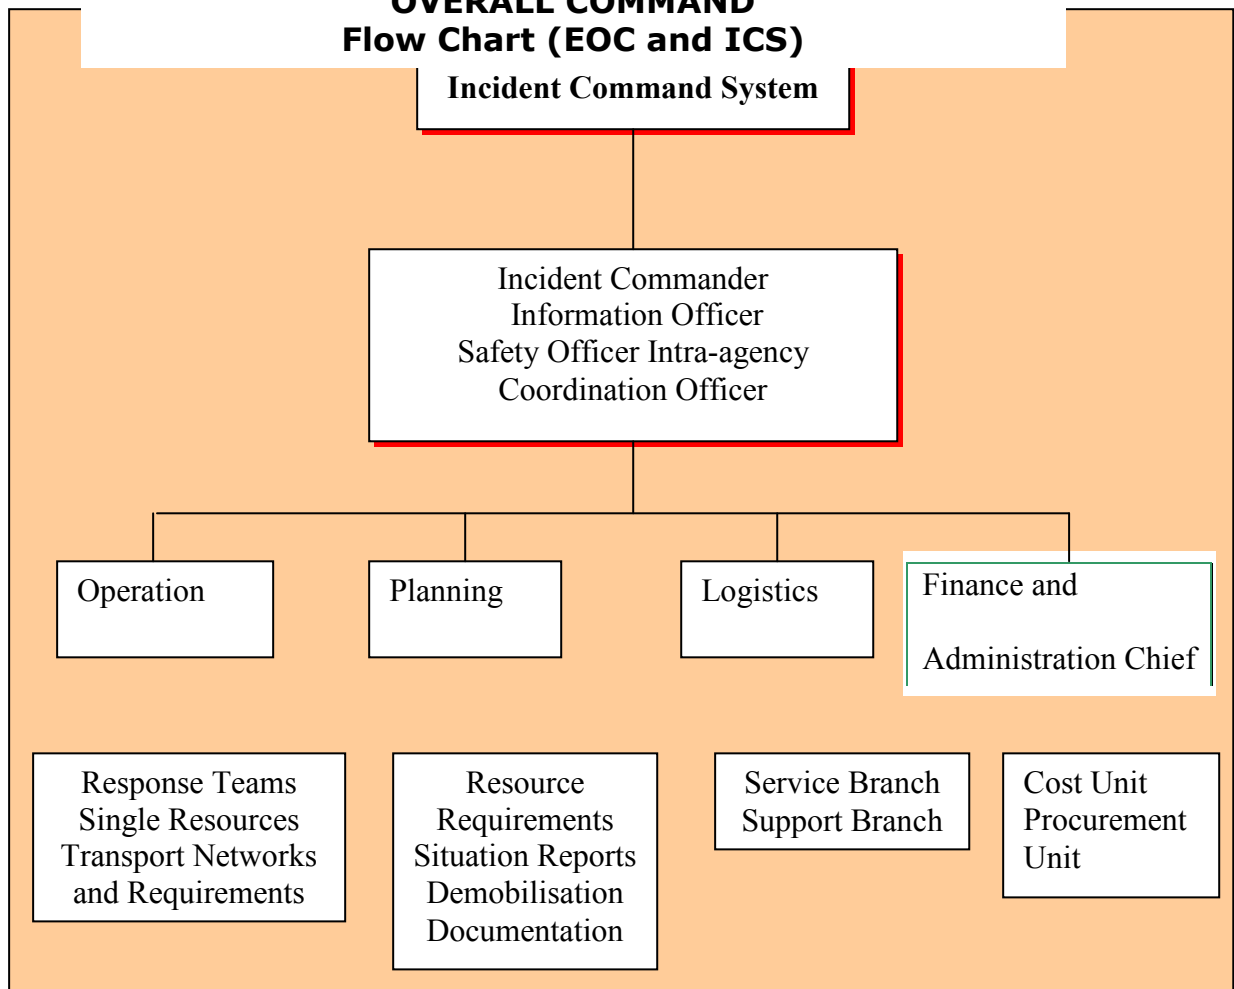 OVERALL COMMAND
Flow Chart (EOC and ICS)
Incident Command System
Incident Commander
Information Officer
Safety Officer Intra-agency
Coordination Officer
Operation
Planning
Logistics
Finance and
Administration Chief
Response Teams
Single Resources
Transport Networks
and Requirements
Resource
Requirements
Situation Reports
Demobilisation
Documentation
Service Branch
Support Branch
Cost Unit
Procurement
Unit